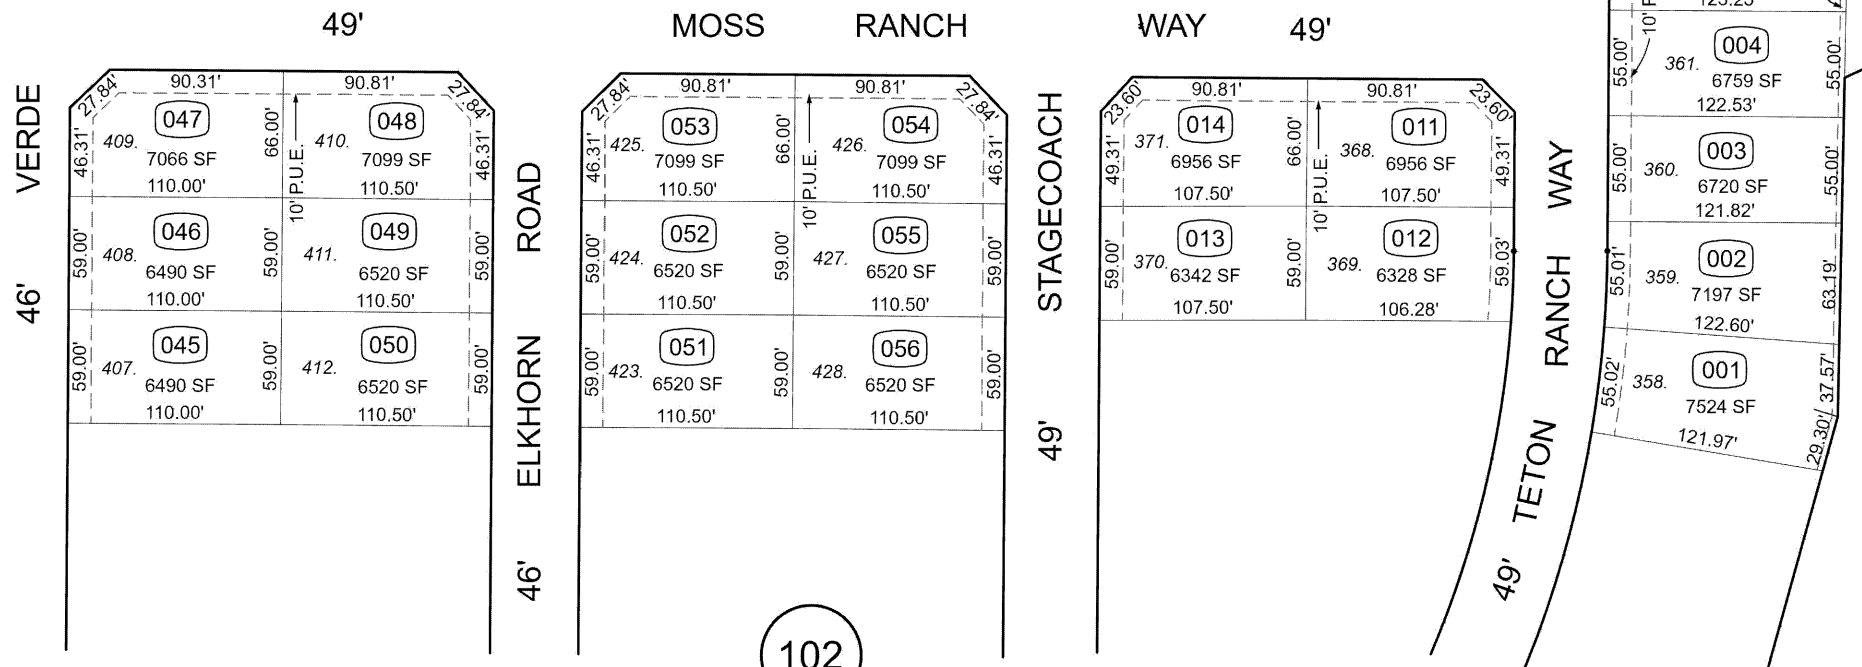 49' MOSS RANCH WAY 49'
VERDE
46'
27.84' 90.31' 90.81' 27.84'
46.31' 409. 047 66.00' 10' P.U.E. 410. 048 46.31'
7066 SF 7099 SF
110.00' 110.50'
59.00' 408. 046 59.00' 411. 049 59.00'
6490 SF 6520 SF
110.00' 110.50'
59.00' 407. 045 59.00' 412. 050 59.00'
6490 SF 6520 SF
110.00' 110.50'
ROAD
ELKHORN
46'
27.84' 90.81' 90.81' 27.84'
46.31' 425. 053 66.00' 10' P.U.E. 426. 054 46.31'
7099 SF 7099 SF
110.50' 110.50'
59.00' 424. 052 59.00' 427. 055 59.00'
6520 SF 6520 SF
110.50' 110.50'
59.00' 423. 051 59.00' 428. 056 59.00'
6520 SF 6520 SF
110.50' 110.50'
102
STAGECOACH
49'
23.60' 90.81' 90.81' 23.60'
49.31' 371. 014 66.00' 10' P.U.E. 368. 011 49.31'
6956 SF 6956 SF
107.50' 107.50'
59.00' 370. 013 59.00' 369. 012 59.03'
6342 SF 6328 SF
107.50' 106.28'
WAY
RANCH
TETON
49'
123.25'
10'
55.00' 361. 004 55.00'
6759 SF
122.53'
55.00' 360. 003 55.00'
6720 SF
121.82'
55.01' 359. 002 63.19'
7197 SF
122.60'
55.02' 358. 001 37.57'
7524 SF
121.97' 29.30'